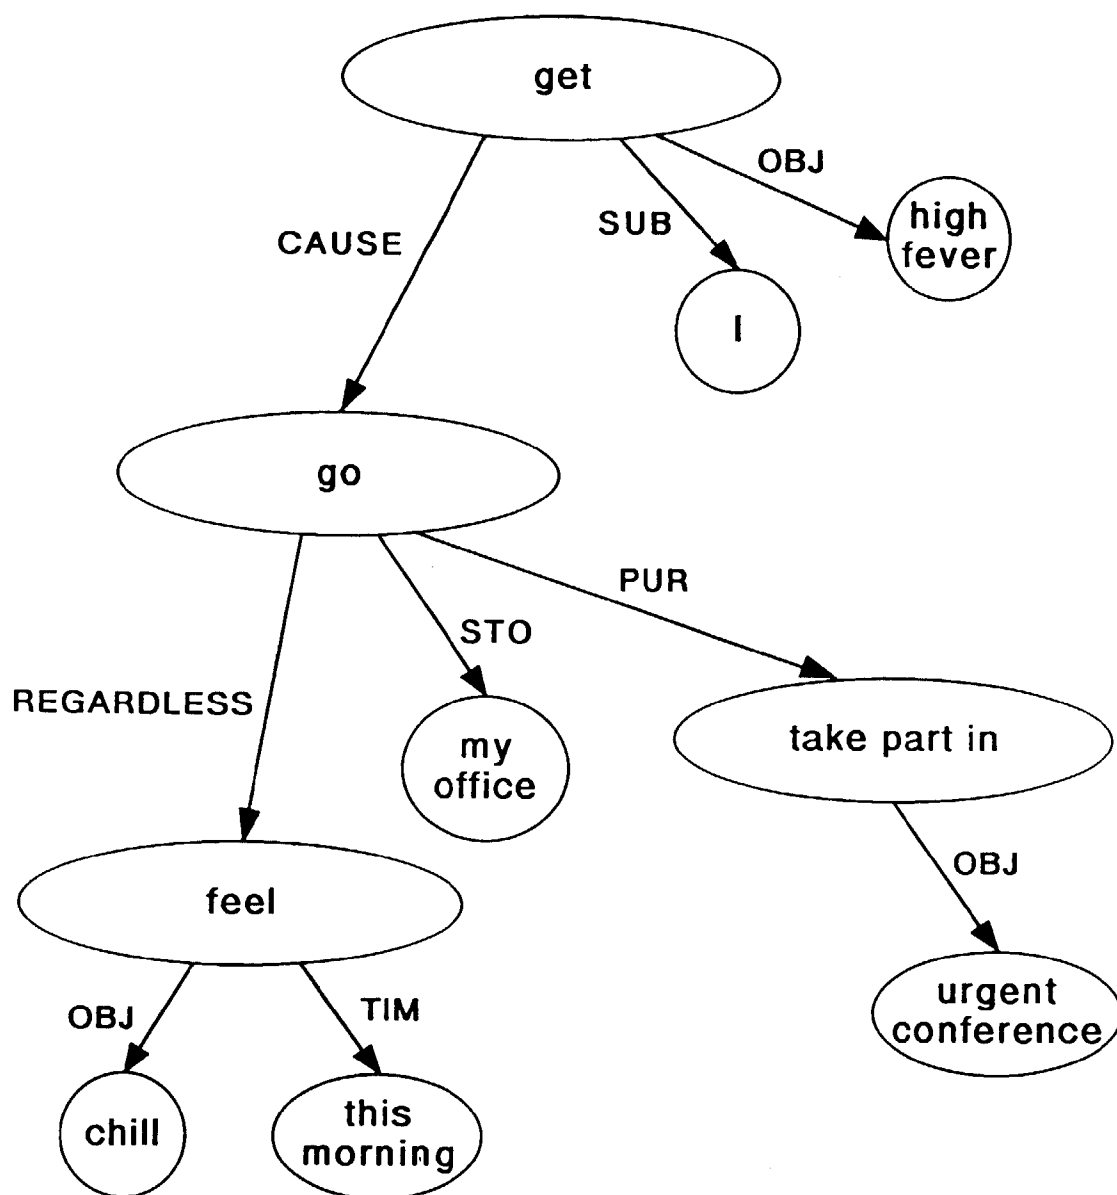 get
OBJ
high
fever
SUB
CAUSE
I
go
PUR
STO
REGARDLESS
my
office
take part in
OBJ
feel
urgent
conference
OBJ
TIM
chill
this
morning